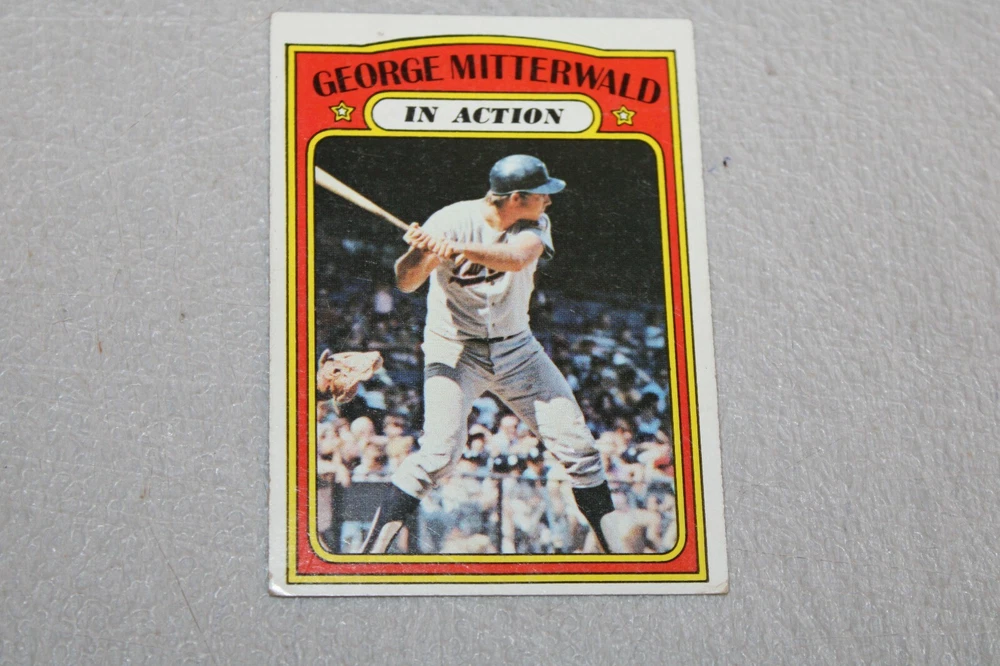 GEORGE MITTERWALD
IN ACTION